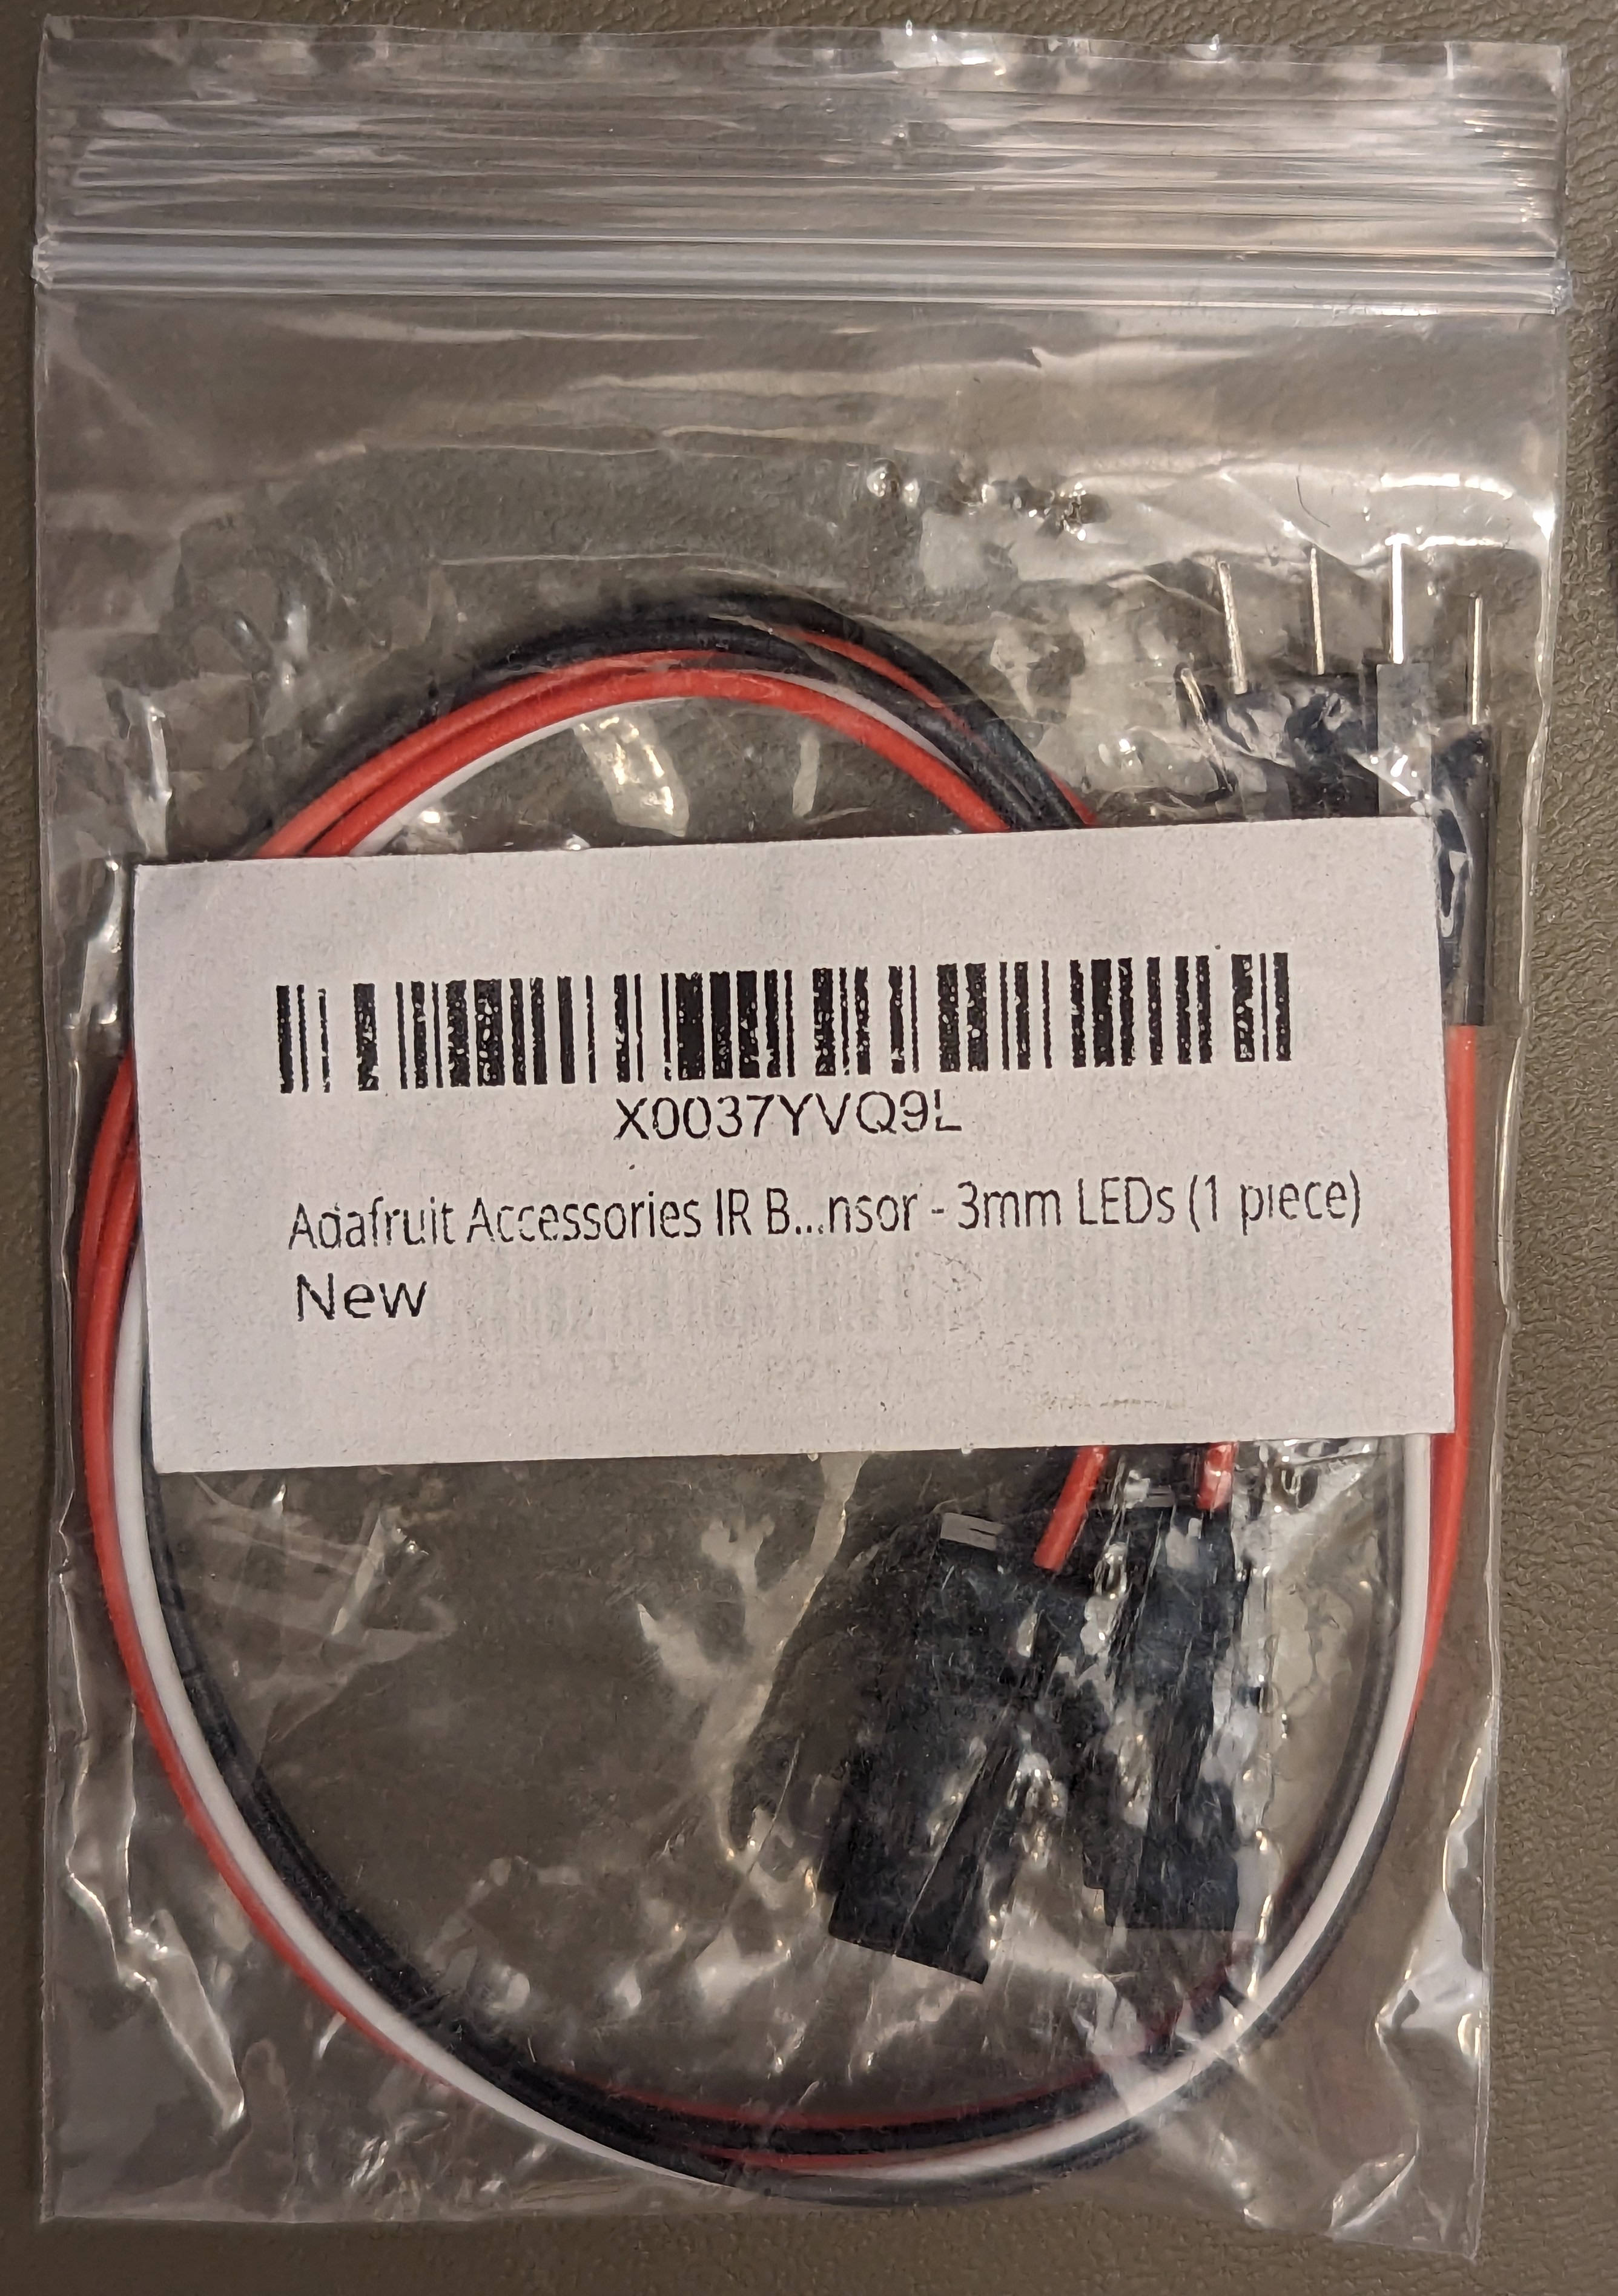 X0037YVQ9L
Adafruit Accessories IR B...nsor - 3mm LEDs (1 piece)
New